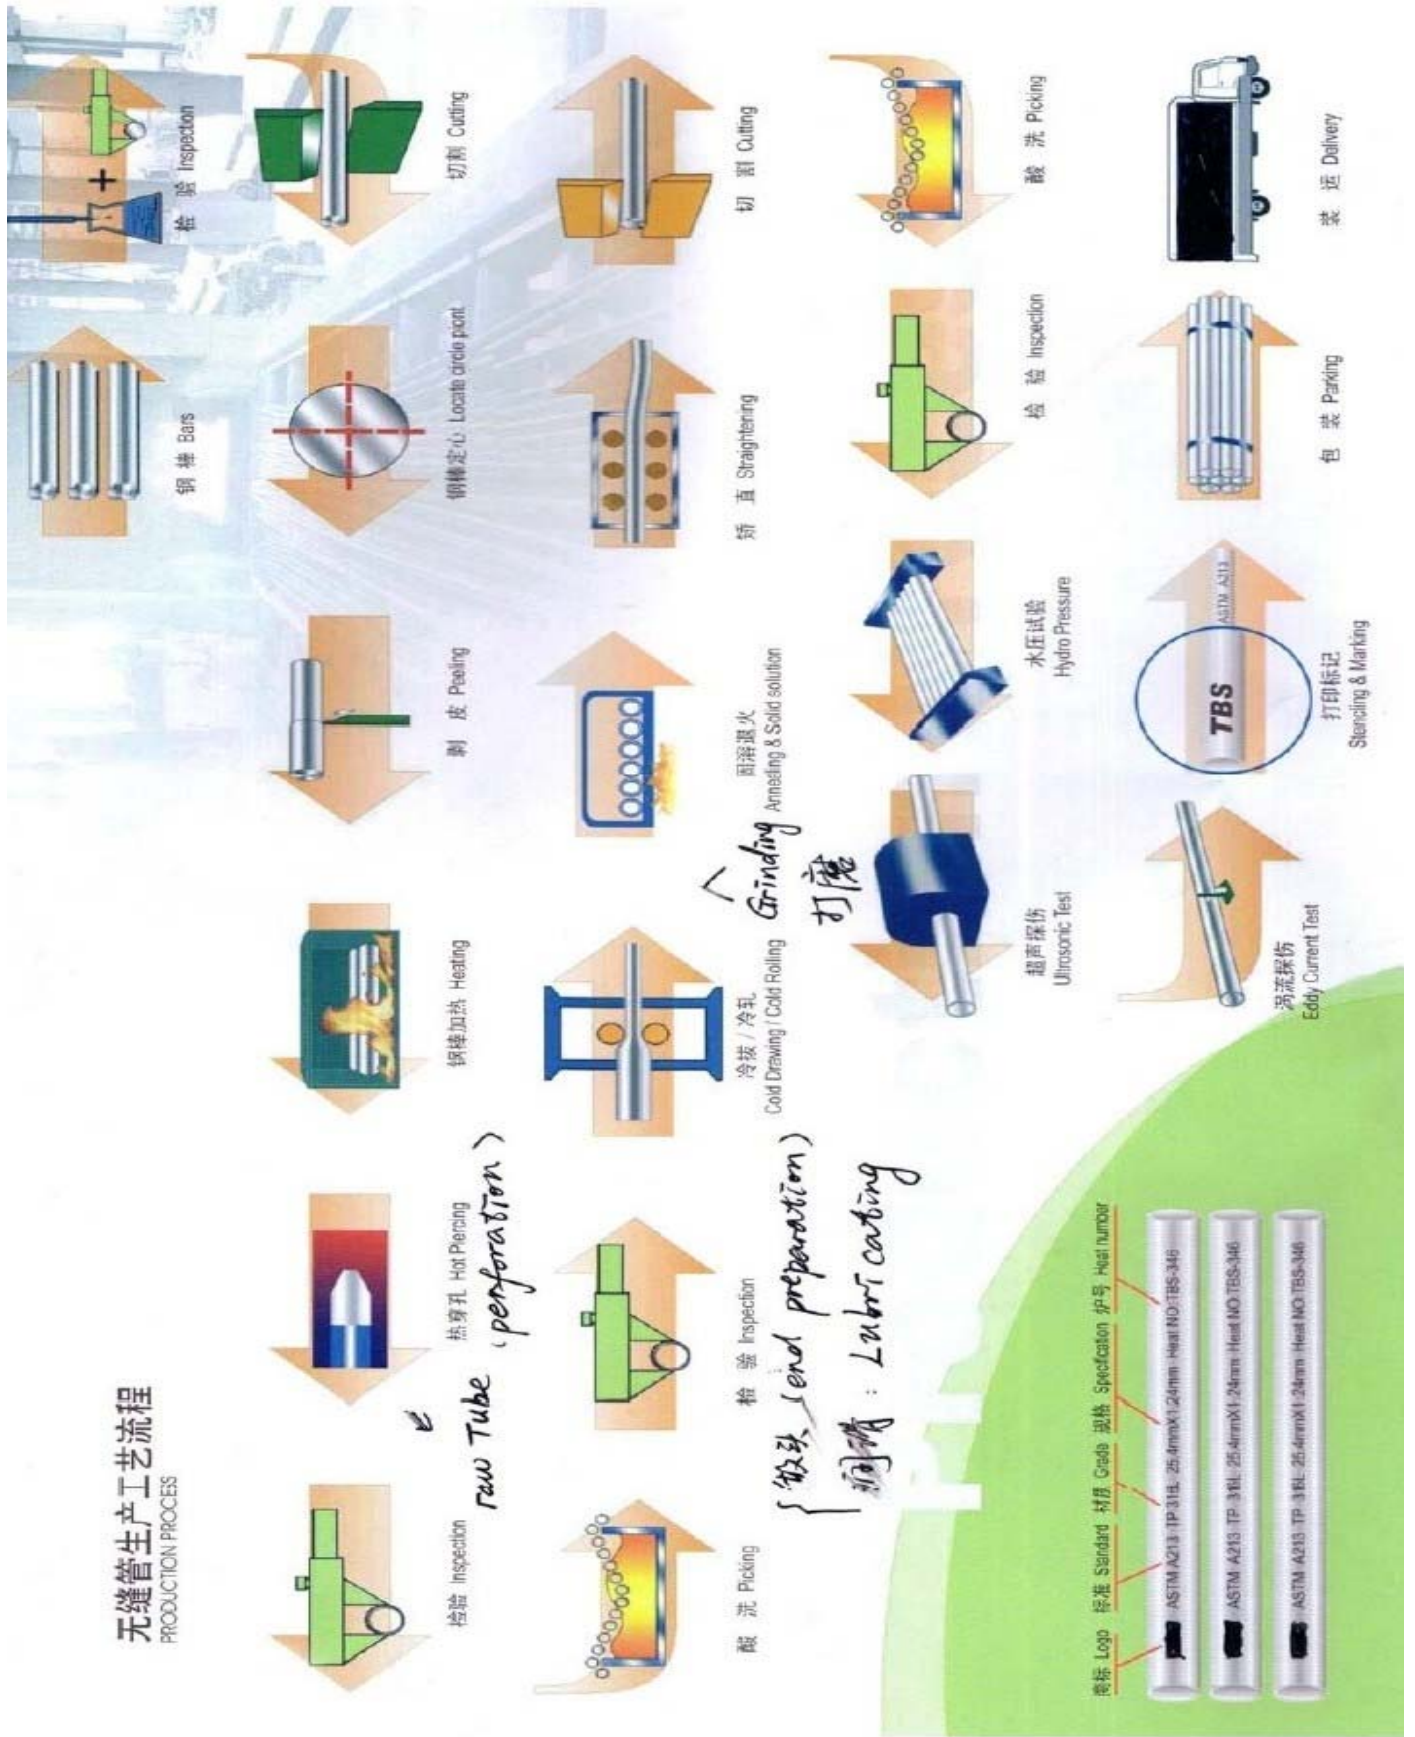 无缝管生产工艺流程
PRODUCTION PROCESS
钢 棒 Bars
检 验 Inspection
检验 Inspection
raw Tube
热穿孔 Hot Piercing
(perforation)
钢棒加热 Heating
剥 皮 Peeling
钢棒定心 Locate circle piont
切割 Cutting
酸 洗 Picking
检 验 Inspection
冷拔 / 冷轧
Cold Drawing / Cold Rolling
固溶退火
Annealing & Solid solution
矫 直 Straightening
切 割 Cutting
Grinding
打磨
(end preparation)
: Lubricating
超声探伤
Ultrosonic Test
水压试验
Hydro Pressure
检 验 Inspection
酸 洗 Picking
涡流探伤
Eddy Current Test
TBS
ASTM A213
打印标记
Stencling & Marking
包 装 Parking
装 运 Delivery
商标 Logo 标准 Standard 材质 Grade 规格 Specification 炉号 Heat number
ASTM A213 TP 316L 25.4mmX1.24mm Heat NO:TBS-346
ASTM A213 TP 316L 25.4mmX1.24mm Heat NO:TBS-346
ASTM A213 TP 316L 25.4mmX1.24mm Heat NO:TBS-346